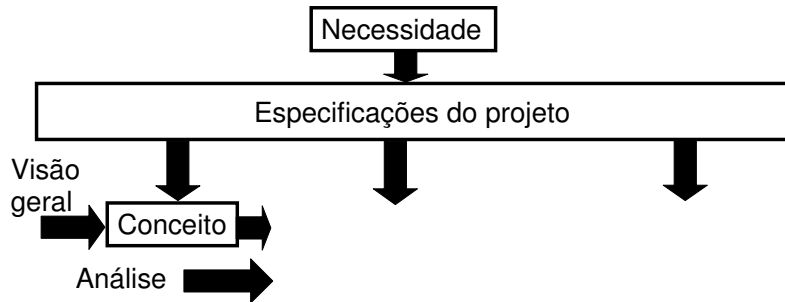 Necessidade
Especificações do projeto
Visão
geral
Conceito
Análise